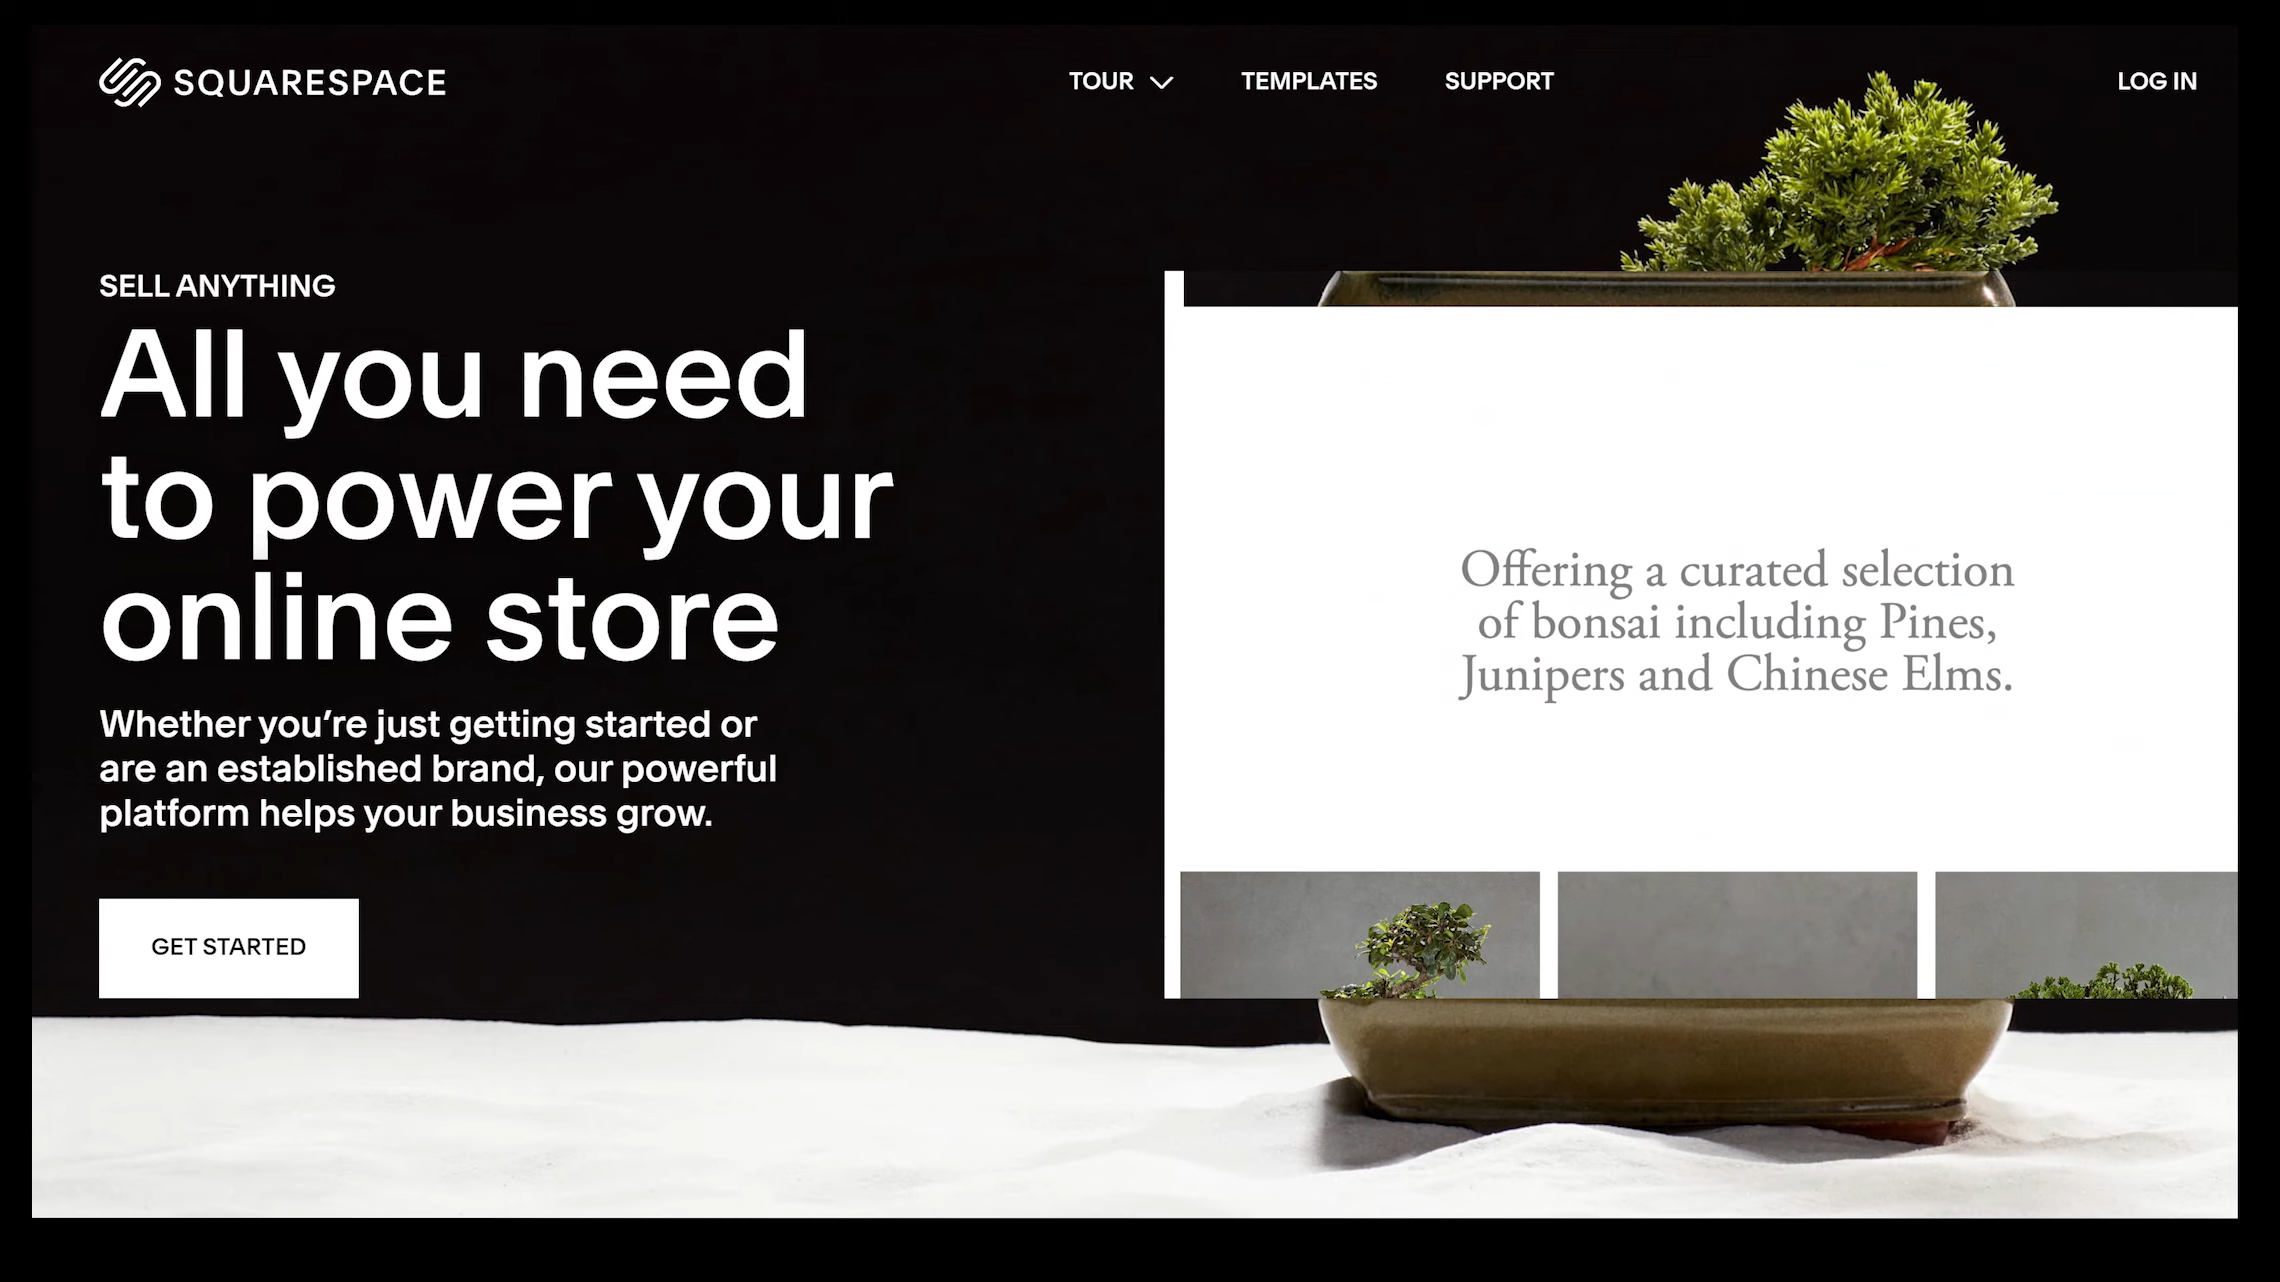 SQUARESPACE
TOUR
TEMPLATES
SUPPORT
LOG IN
SELL ANYTHING
All you need
to power your
online store
Whether you’re just getting started or
are an established brand, our powerful
platform helps your business grow.
GET STARTED
Offering a curated selection
of bonsai including Pines,
Junipers and Chinese Elms.